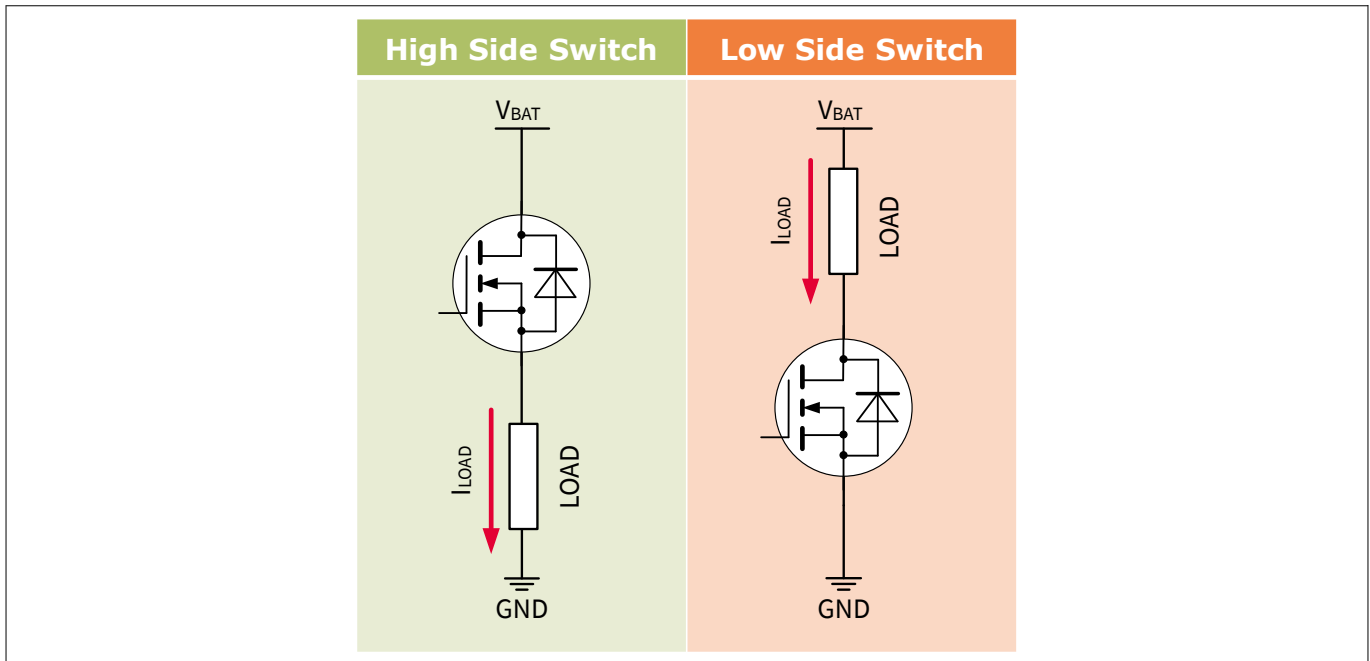 High Side Switch
Low Side Switch
VBAT
ILOAD
LOAD
GND
VBAT
ILOAD
LOAD
GND